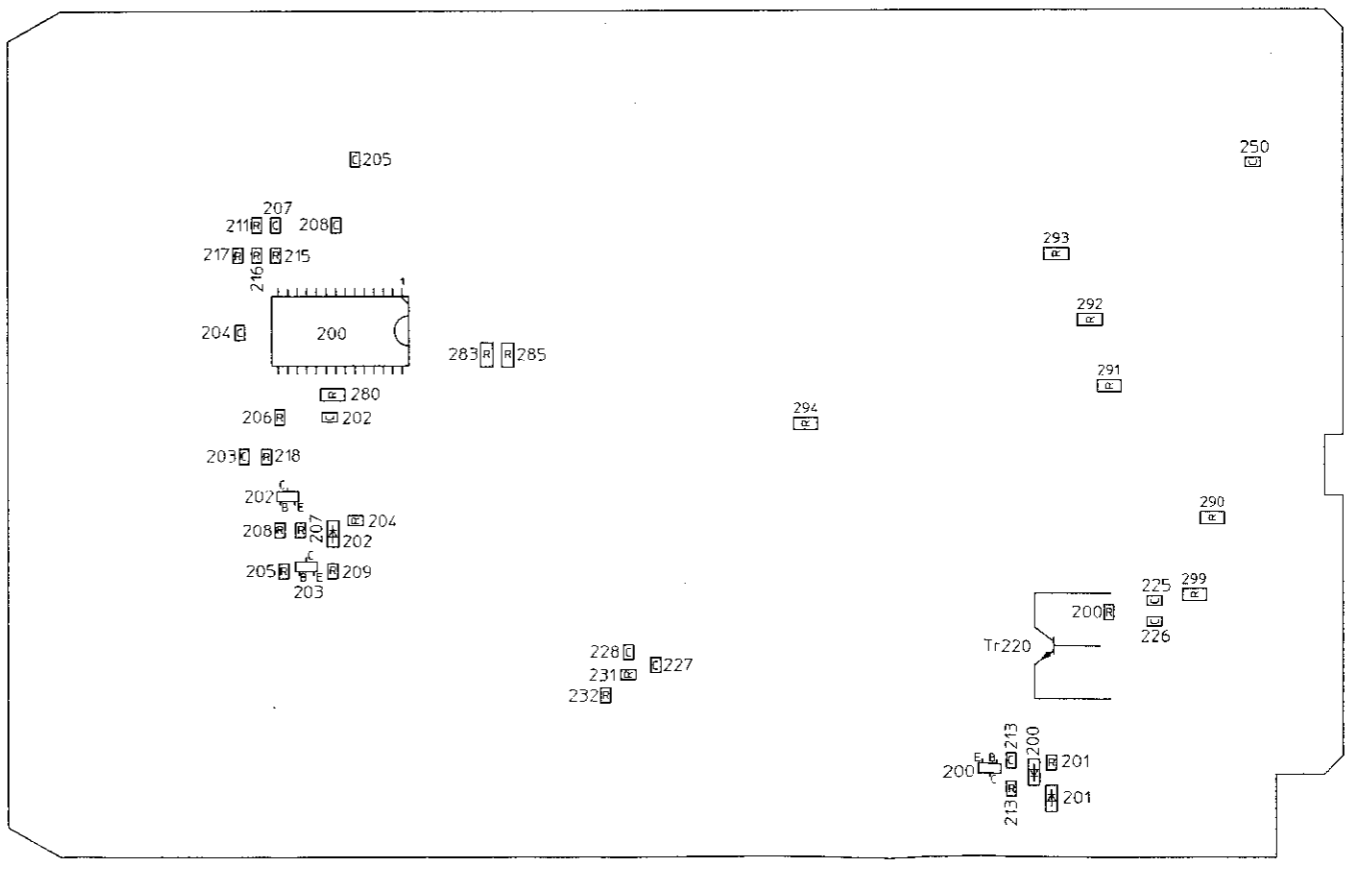 C 205
250
C
207
211 R C 208 C
293
R
217 R R R 215
216
1
292
R
204 C 200
283 R R 285
291
R
R 280
294
R
206 R C 202
203 C R 218
C
202
B E
290
R
R 204
208 R R 207
202
C
205 R B E R 209
203
225
C
299
R
200 R
C
226
Tr220
228 C
C 227
231 R
232 R
213 200
E B
200 C C R 201
R
213
201